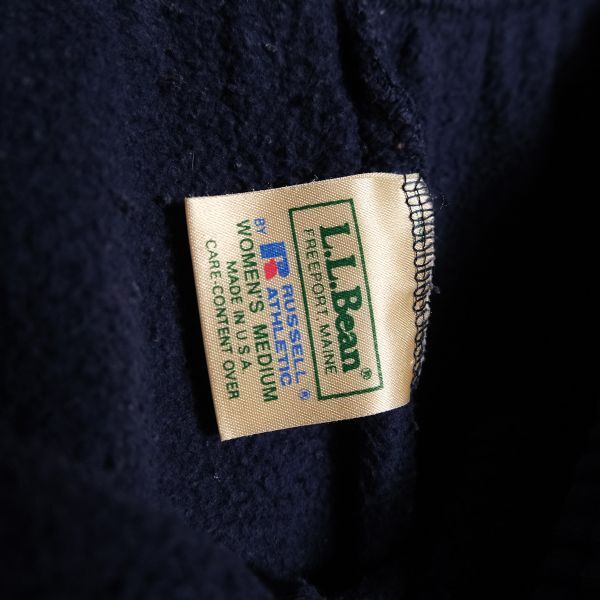 L.L.Bean®
FREEPORT, MAINE
BY R RUSSELL ATHLETIC®
WOMEN'S MEDIUM
MADE IN U.S.A
CARE-CONTENT OVER